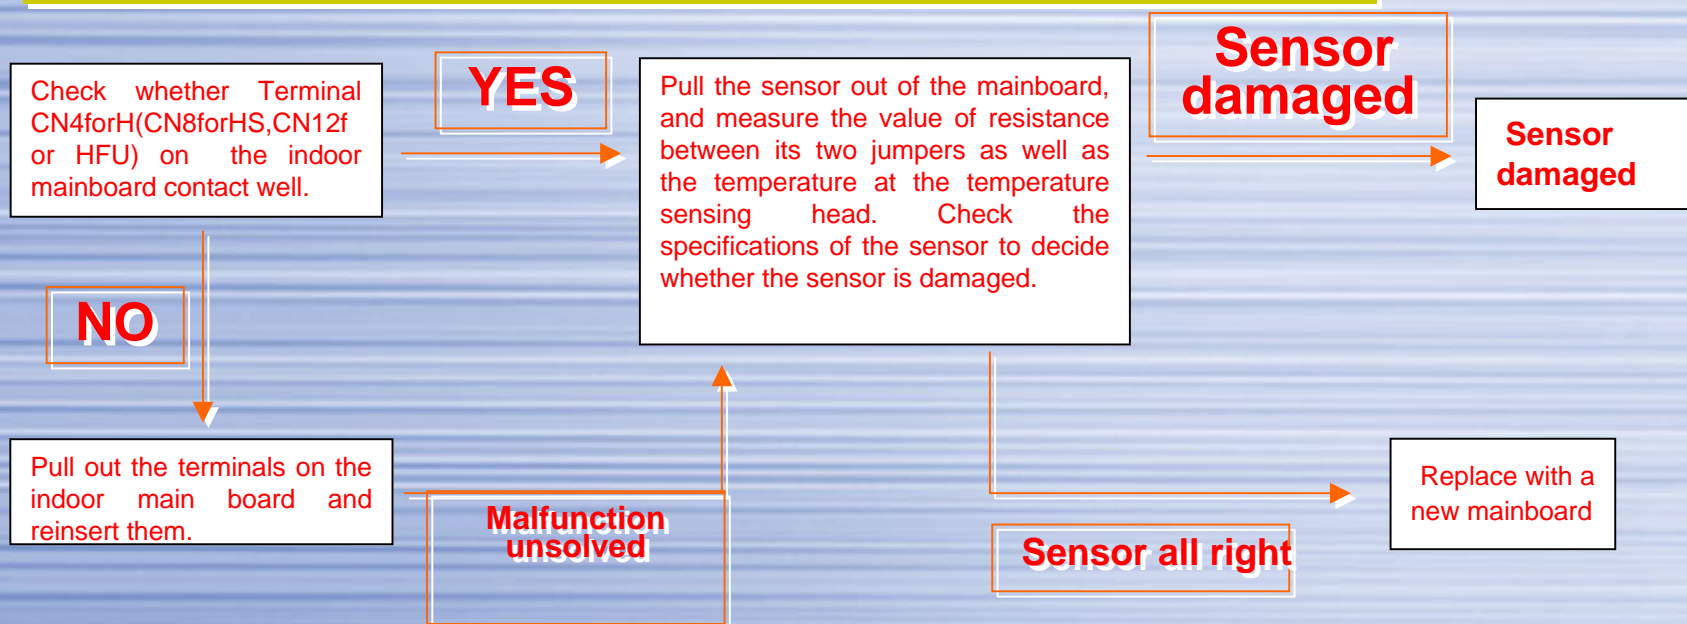 Check whether Terminal
CN4forH(CN8forHS,CN12f
or HFU) on the indoor
mainboard contact well.
YES
Pull the sensor out of the mainboard,
and measure the value of resistance
between its two jumpers as well as
the temperature at the temperature
sensing head. Check the
specifications of the sensor to decide
whether the sensor is damaged.
Sensor
damaged
Sensor
damaged
NO
Pull out the terminals on the
indoor main board and
reinsert them.
Malfunction
unsolved
Sensor all right
Replace with a
new mainboard